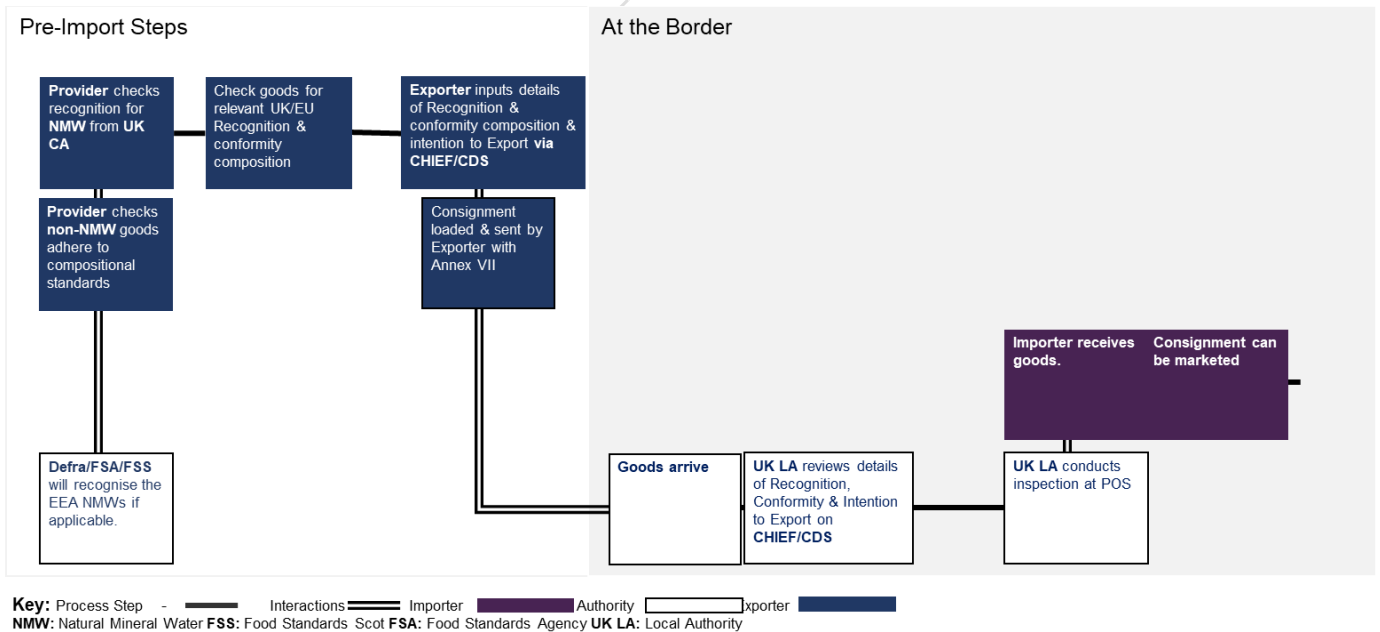 Pre-Import Steps
At the Border
Provider checks
recognition for
NMW from UK
CA
Check goods for
relevant UK/EU
Recognition &
conformity
composition
Exporter inputs details
of Recognition &
conformity composition &
intention to Export via
CHIEF/CDS
Provider checks
non-NMW goods
adhere to
compositional
standards
Consignment
loaded & sent by
Exporter with
Annex VII
Importer receives
goods.
Consignment can
be marketed
Defra/FSA/FSS
will recognise the
EEA NMWs if
applicable.
Goods arrive
UK LA reviews details
of Recognition,
Conformity & Intention
to Export on
CHIEF/CDS
UK LA conducts
inspection at POS
Key: Process Step - Interactions Importer Authority xporter
NMW: Natural Mineral Water FSS: Food Standards Scot FSA: Food Standards Agency UK LA: Local Authority